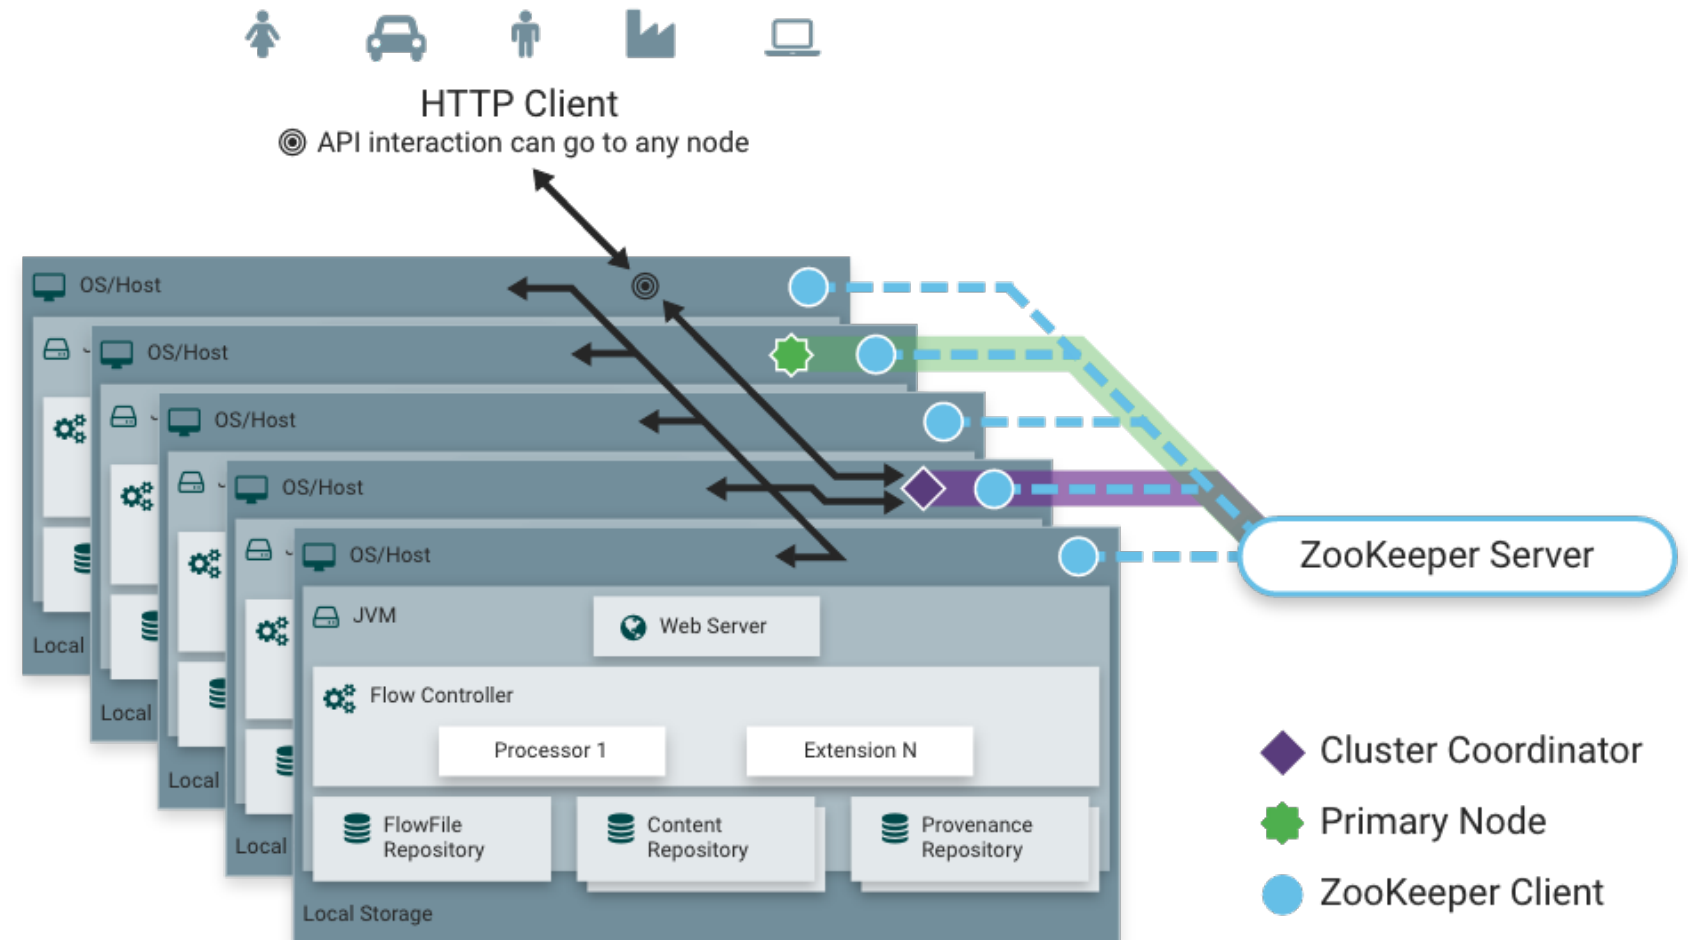 HTTP Client
API interaction can go to any node
OS/Host
OS/Host
OS/Host
OS/Host
OS/Host
ZooKeeper Server
JVM
Web Server
Local
Flow Controller
Local
Processor 1
Extension N
Cluster Coordinator
Local
Primary Node
FlowFile
Repository
Content
Repository
Provenance
Repository
Local
ZooKeeper Client
Local Storage